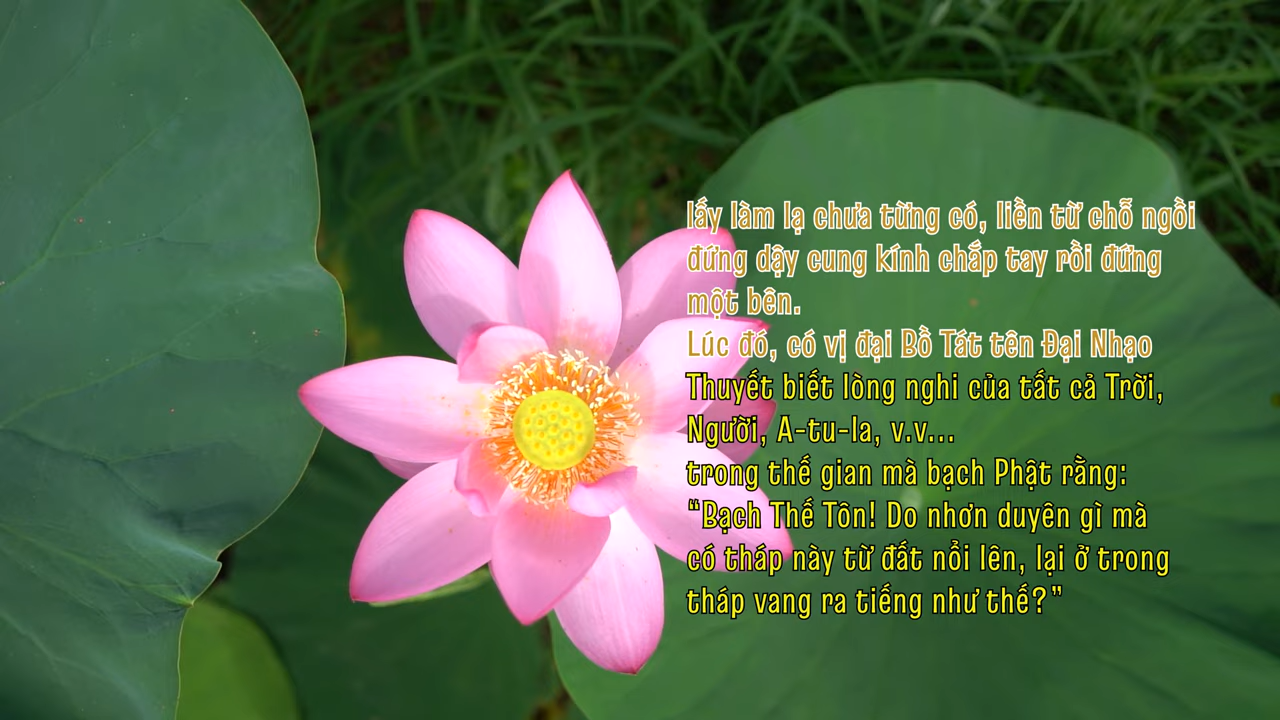 lấy làm lạ chưa từng có, liền từ chỗ ngồi
đứng dậy cung kính chắp tay rồi đứng
một bên.
Lúc đó, có vị đại Bồ Tát tên Đại Nhạo
Thuyết biết lòng nghi của tất cả Trời,
Người, A-tu-la, v.v...
trong thế gian mà bạch Phật rằng:
“Bạch Thế Tôn! Do nhơn duyên gì mà
có tháp này từ đất nổi lên, lại ở trong
tháp vang ra tiếng như thế?”